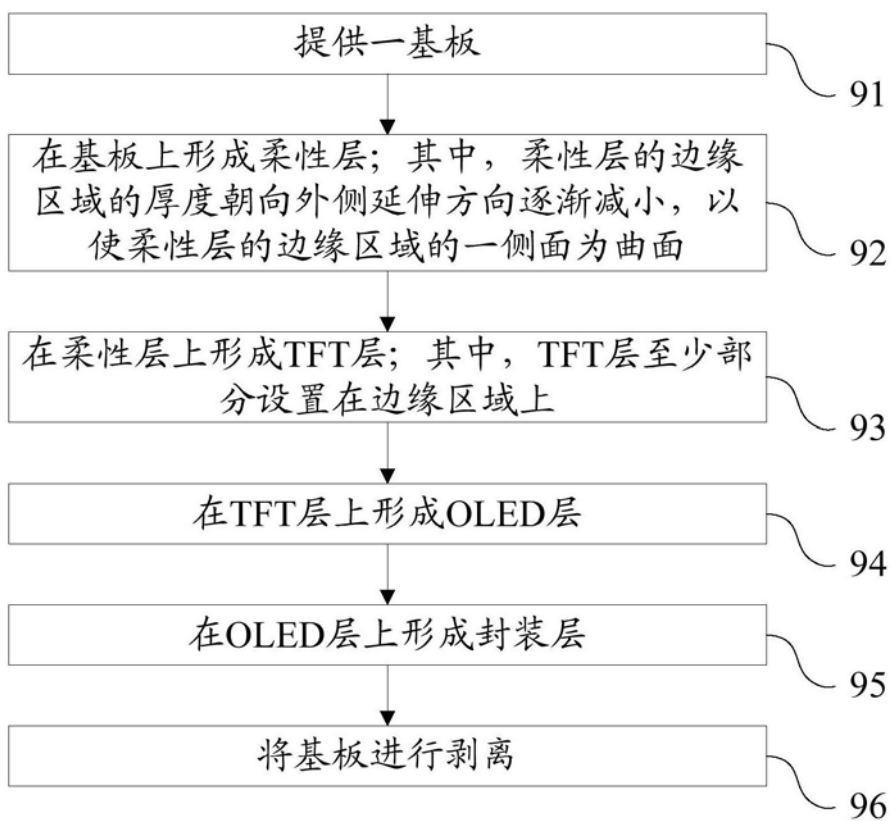 提供一基板
91
在基板上形成柔性层；其中，柔性层的边缘
区域的厚度朝向外侧延伸方向逐渐减小，以
使柔性层的边缘区域的一侧面为曲面
92
在柔性层上形成TFT层；其中，TFT层至少部
分设置在边缘区域上
93
在TFT层上形成OLED层
94
在OLED层上形成封装层
95
将基板进行剥离
96